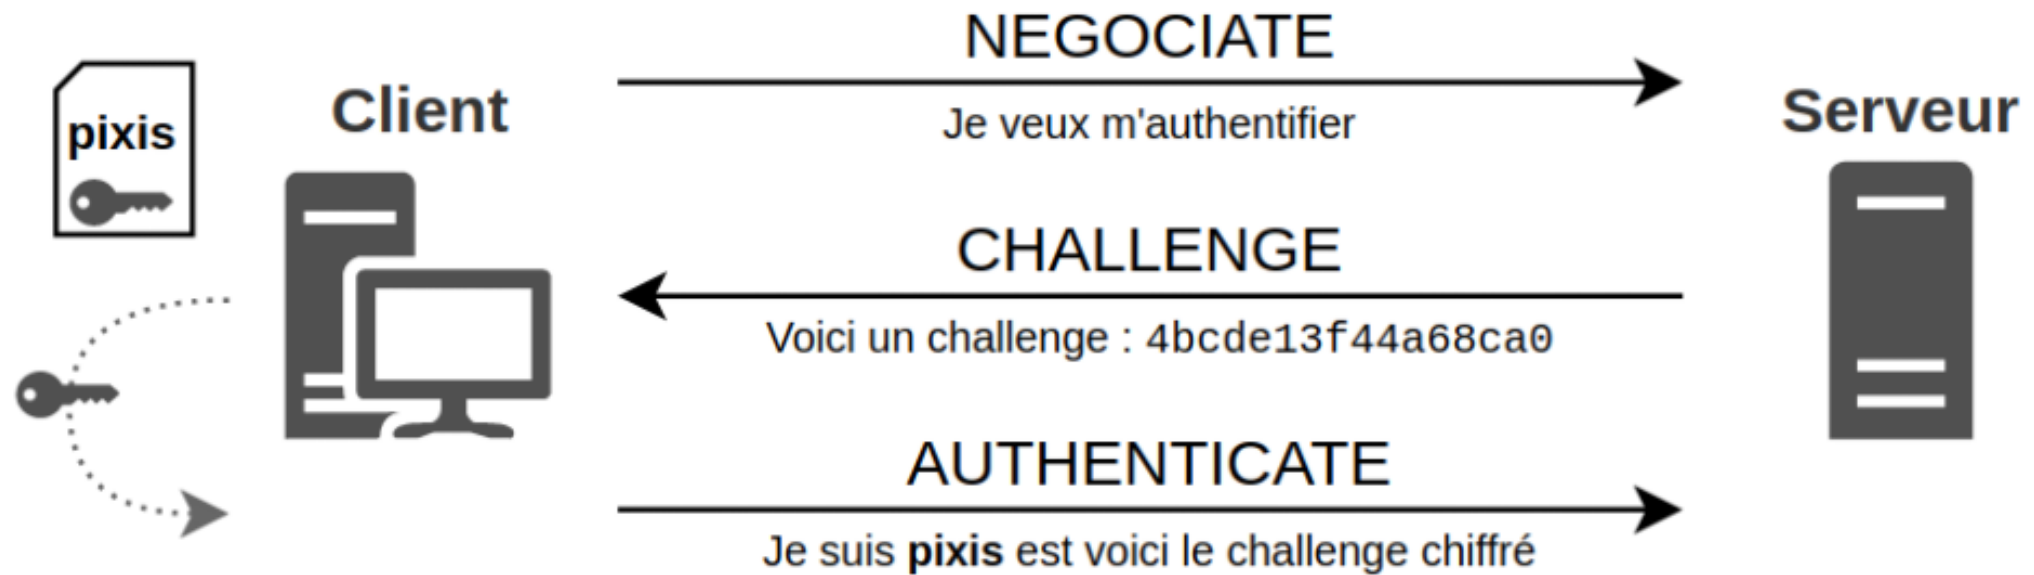 NEGOCIATE
pixis
Client
Je veux m'authentifier
Serveur
CHALLENGE
Voici un challenge : 4bcde13f44a68ca0
AUTHENTICATE
Je suis pixis est voici le challenge chiffré